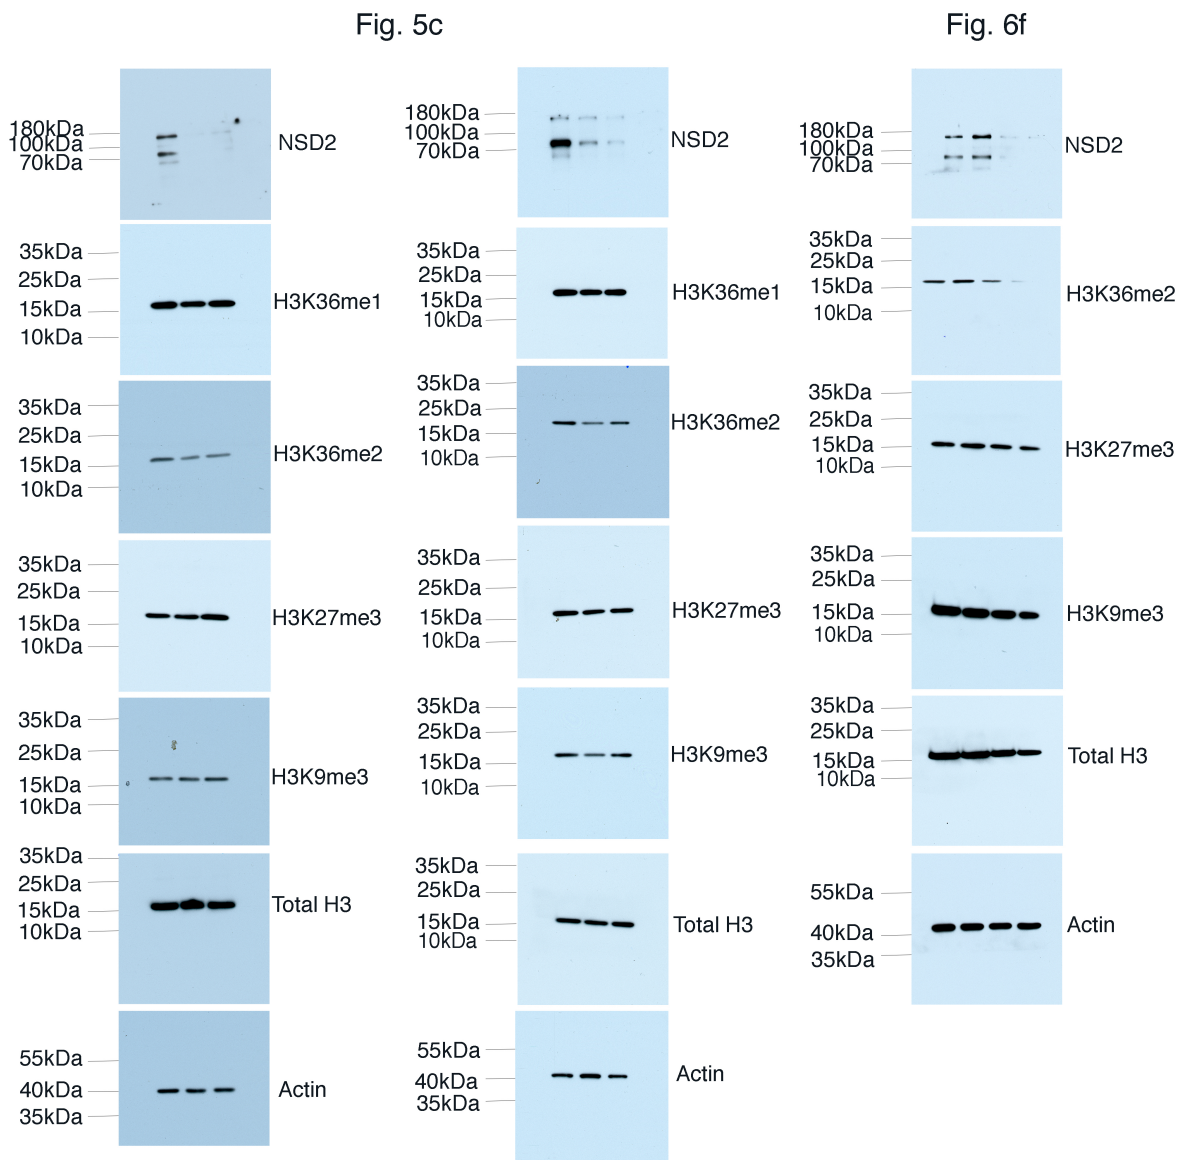 Fig. 5c
180kDa
100kDa
70kDa
NSD2
35kDa
25kDa
15kDa
10kDa
H3K36me1
35kDa
25kDa
15kDa
10kDa
H3K36me2
35kDa
25kDa
15kDa
10kDa
H3K27me3
35kDa
25kDa
15kDa
10kDa
H3K9me3
35kDa
25kDa
15kDa
10kDa
Total H3
55kDa
40kDa
35kDa
Actin
180kDa
100kDa
70kDa
NSD2
35kDa
25kDa
15kDa
10kDa
H3K36me1
35kDa
25kDa
15kDa
10kDa
H3K36me2
35kDa
25kDa
15kDa
10kDa
H3K27me3
35kDa
25kDa
15kDa
10kDa
H3K9me3
35kDa
25kDa
15kDa
10kDa
Total H3
55kDa
40kDa
35kDa
Actin
Fig. 6f
180kDa
100kDa
70kDa
NSD2
35kDa
25kDa
15kDa
10kDa
H3K36me2
35kDa
25kDa
15kDa
10kDa
H3K27me3
35kDa
25kDa
15kDa
10kDa
H3K9me3
35kDa
25kDa
15kDa
10kDa
Total H3
55kDa
40kDa
35kDa
Actin